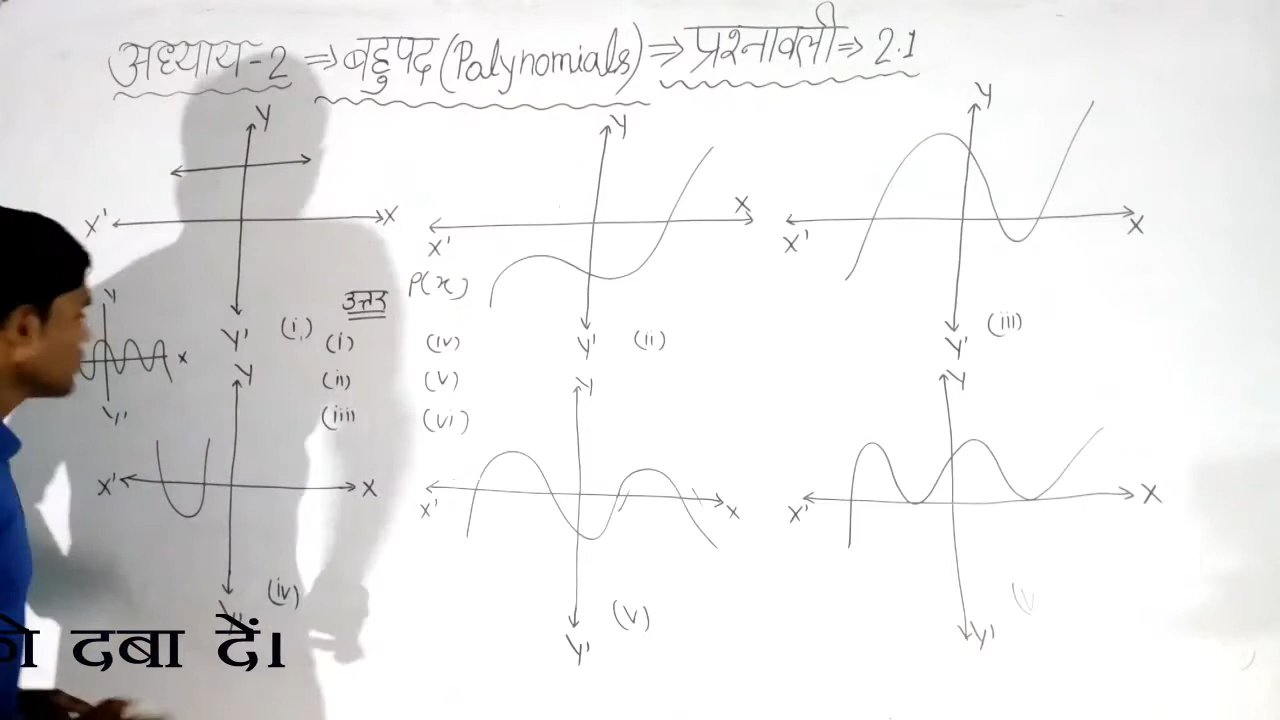 अध्याय-2 ⇒ बहुपद (Polynomials) ⇒ प्रश्नावली ⇒ 2.1
Y
X' X
Y' (i)
Y
X' X
Y' (ii)
Y
X' X
Y' (iii)
Y
X
Y'
उत्तर P(x)
(i) (iv)
(ii) (v)
(iii (vi)
Y
X' X
(iv)
Y
X' X
Y' (v)
Y
X' X
Y'
दबा दें।